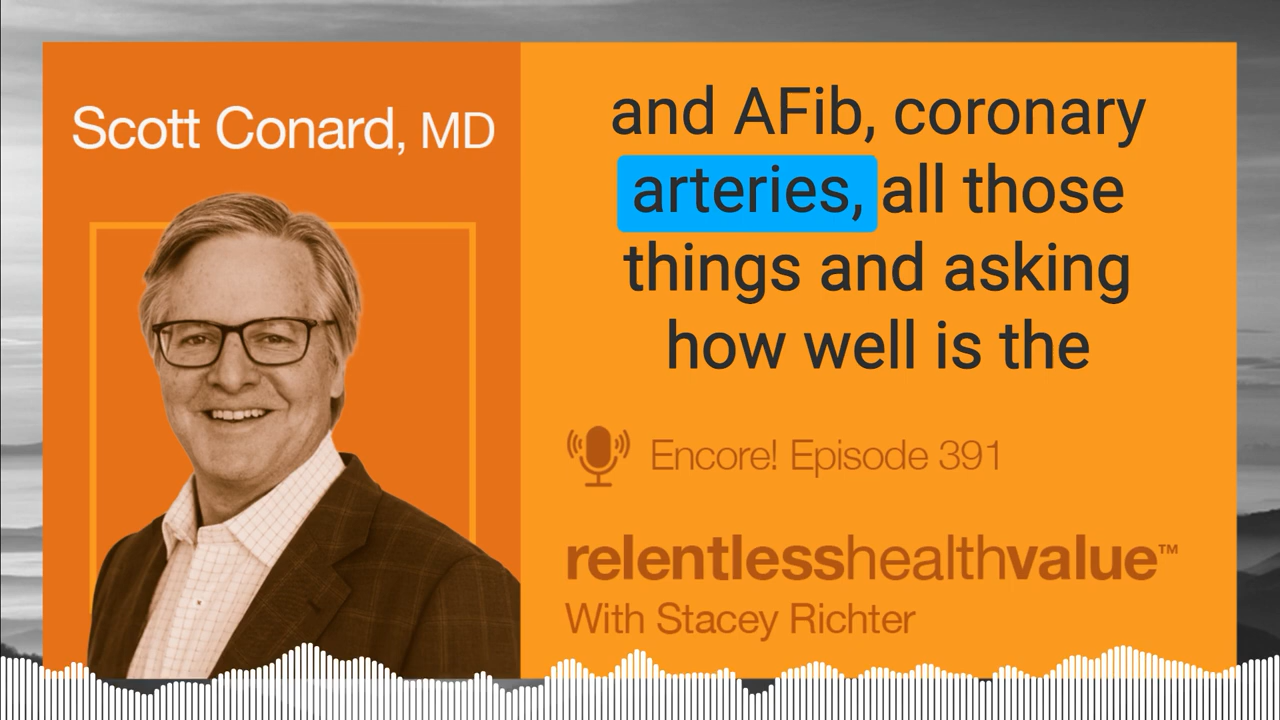 Scott Conard, MD
and AFib, coronary
arteries, all those
things and asking
how well is the
Encore! Episode 391
relentlesshealthvalue™
With Stacey Richter